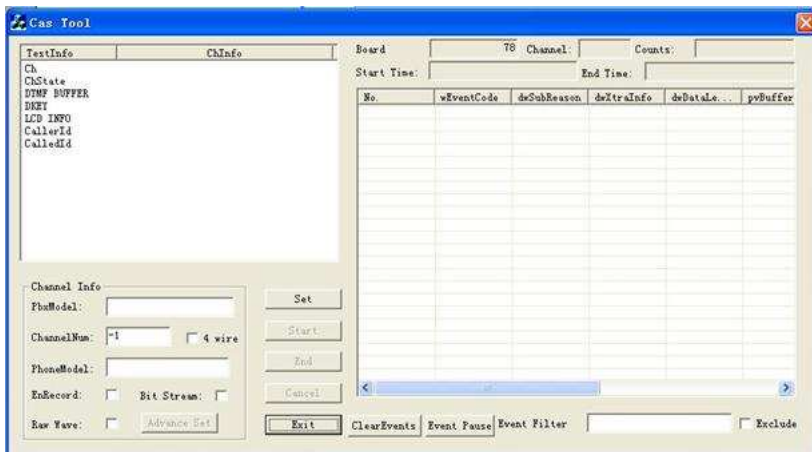 Cas Tool
TestInfo ChInfo
Ch
ChState
DTMF BUFFER
DKEY
LCD INFO
CallerId
CalledId
Board 78 Channel: Counts:
Start Time: End Time:
No. wEventCode dwSubReason dwXtraInfo dwDataLe... pvBuffer
Channel Info
PbxModel:
ChannelNum: -1 4 wire
PhoneModel:
EnRecord: Bit Stream:
Raw Wave: Advance Set
Set
Start
End
Cancel
Exit
ClearEvents Event Pause Event Filter Exclude